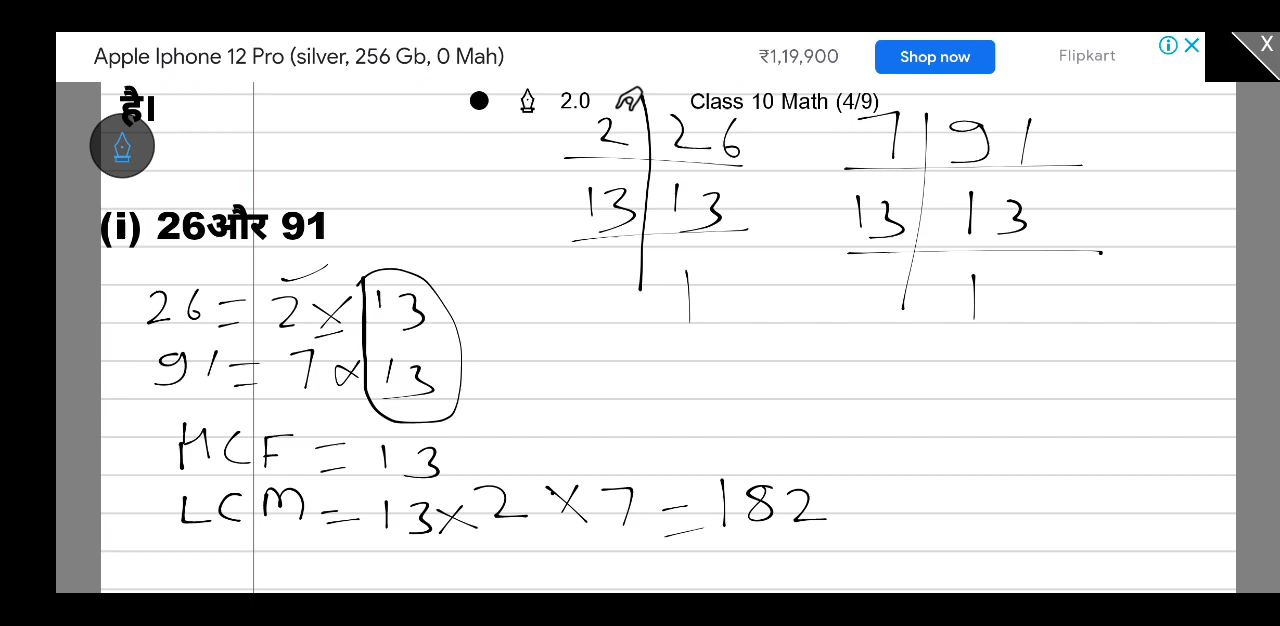 Apple Iphone 12 Pro (silver, 256 Gb, 0 Mah) ₹1,19,900 Shop now Flipkart X
है। 2.0 Class 10 Math (4/9)
2 | 26 7 | 91
13 | 13 13 | 13
1 1
(i) 26और 91
26 = 2 × 13
91 = 7 × 13
HCF = 13
LCM = 13 × 2 × 7 = 182